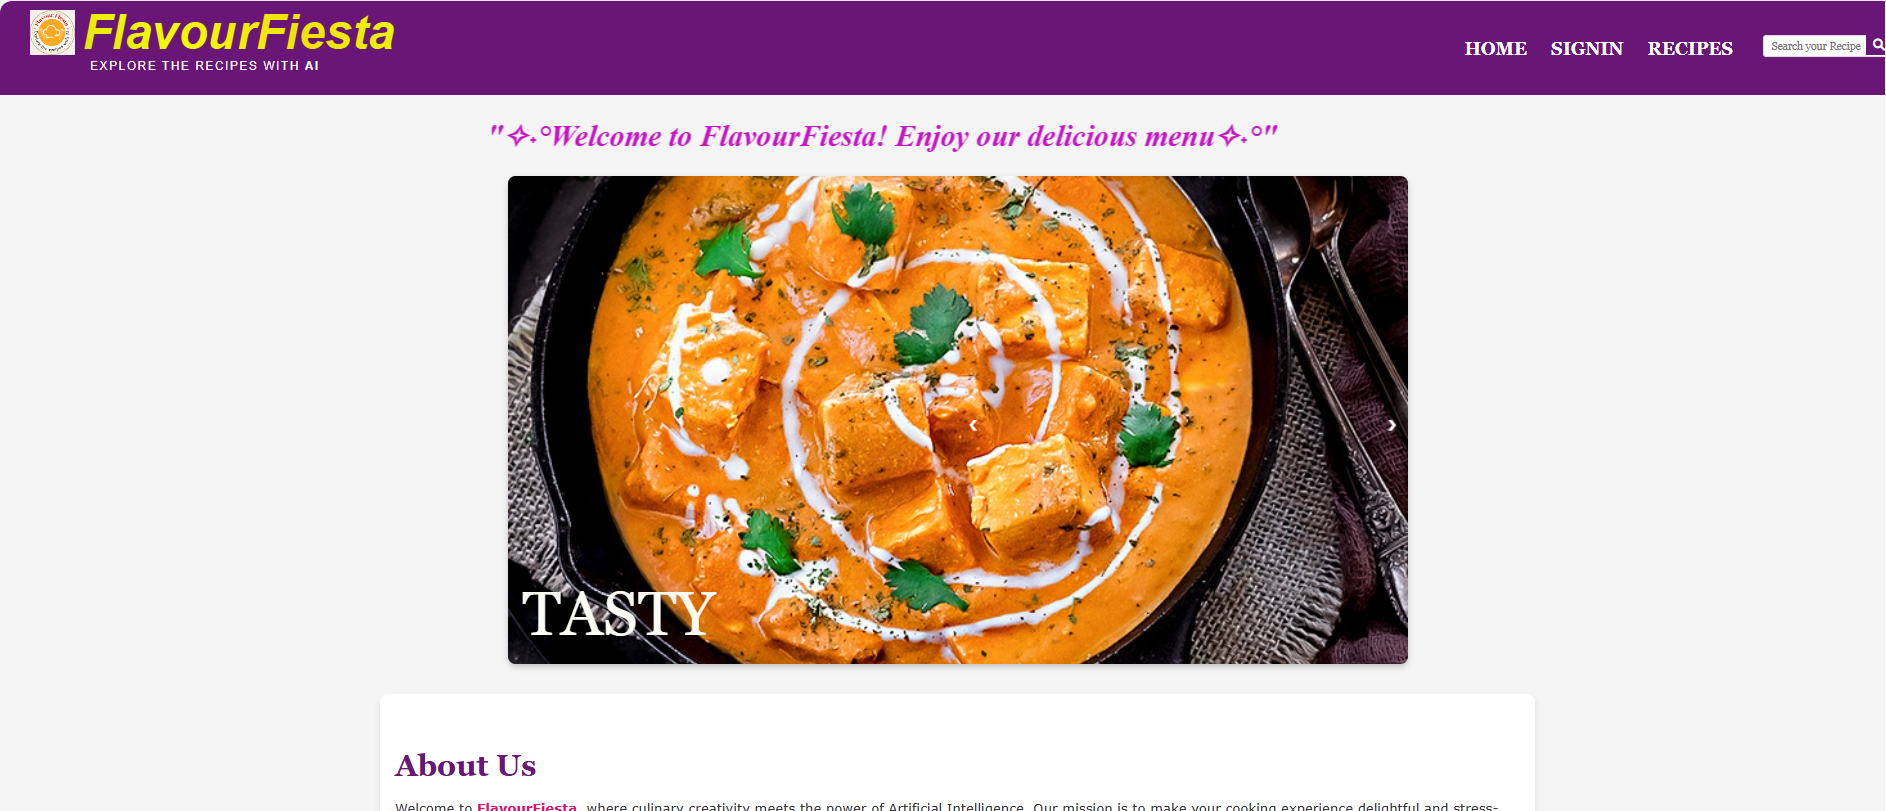 FlavourFiesta
EXPLORE THE RECIPES WITH AI
HOME SIGNIN RECIPES Search your Recipe
"✧˖°Welcome to FlavourFiesta! Enjoy our delicious menu✧˖°"
❮ ❯
TASTY
About Us
Welcome to FlavourFiesta, where culinary creativity meets the power of Artificial Intelligence. Our mission is to make your cooking experience delightful and stress-